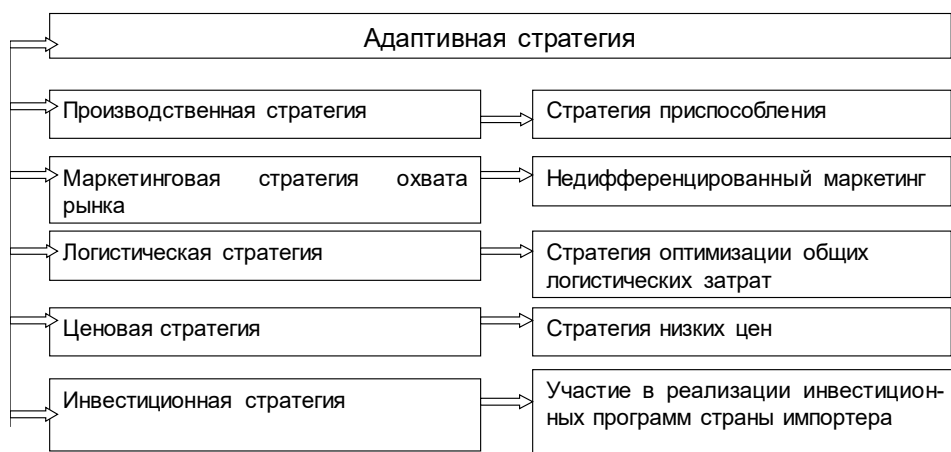 Адаптивная стратегия
Производственная стратегия
Стратегия приспособления
Маркетинговая стратегия охвата
рынка
Недифференцированный маркетинг
Логистическая стратегия
Стратегия оптимизации общих
логистических затрат
Ценовая стратегия
Стратегия низких цен
Инвестиционная стратегия
Участие в реализации инвестицион-
ных программ страны импортера